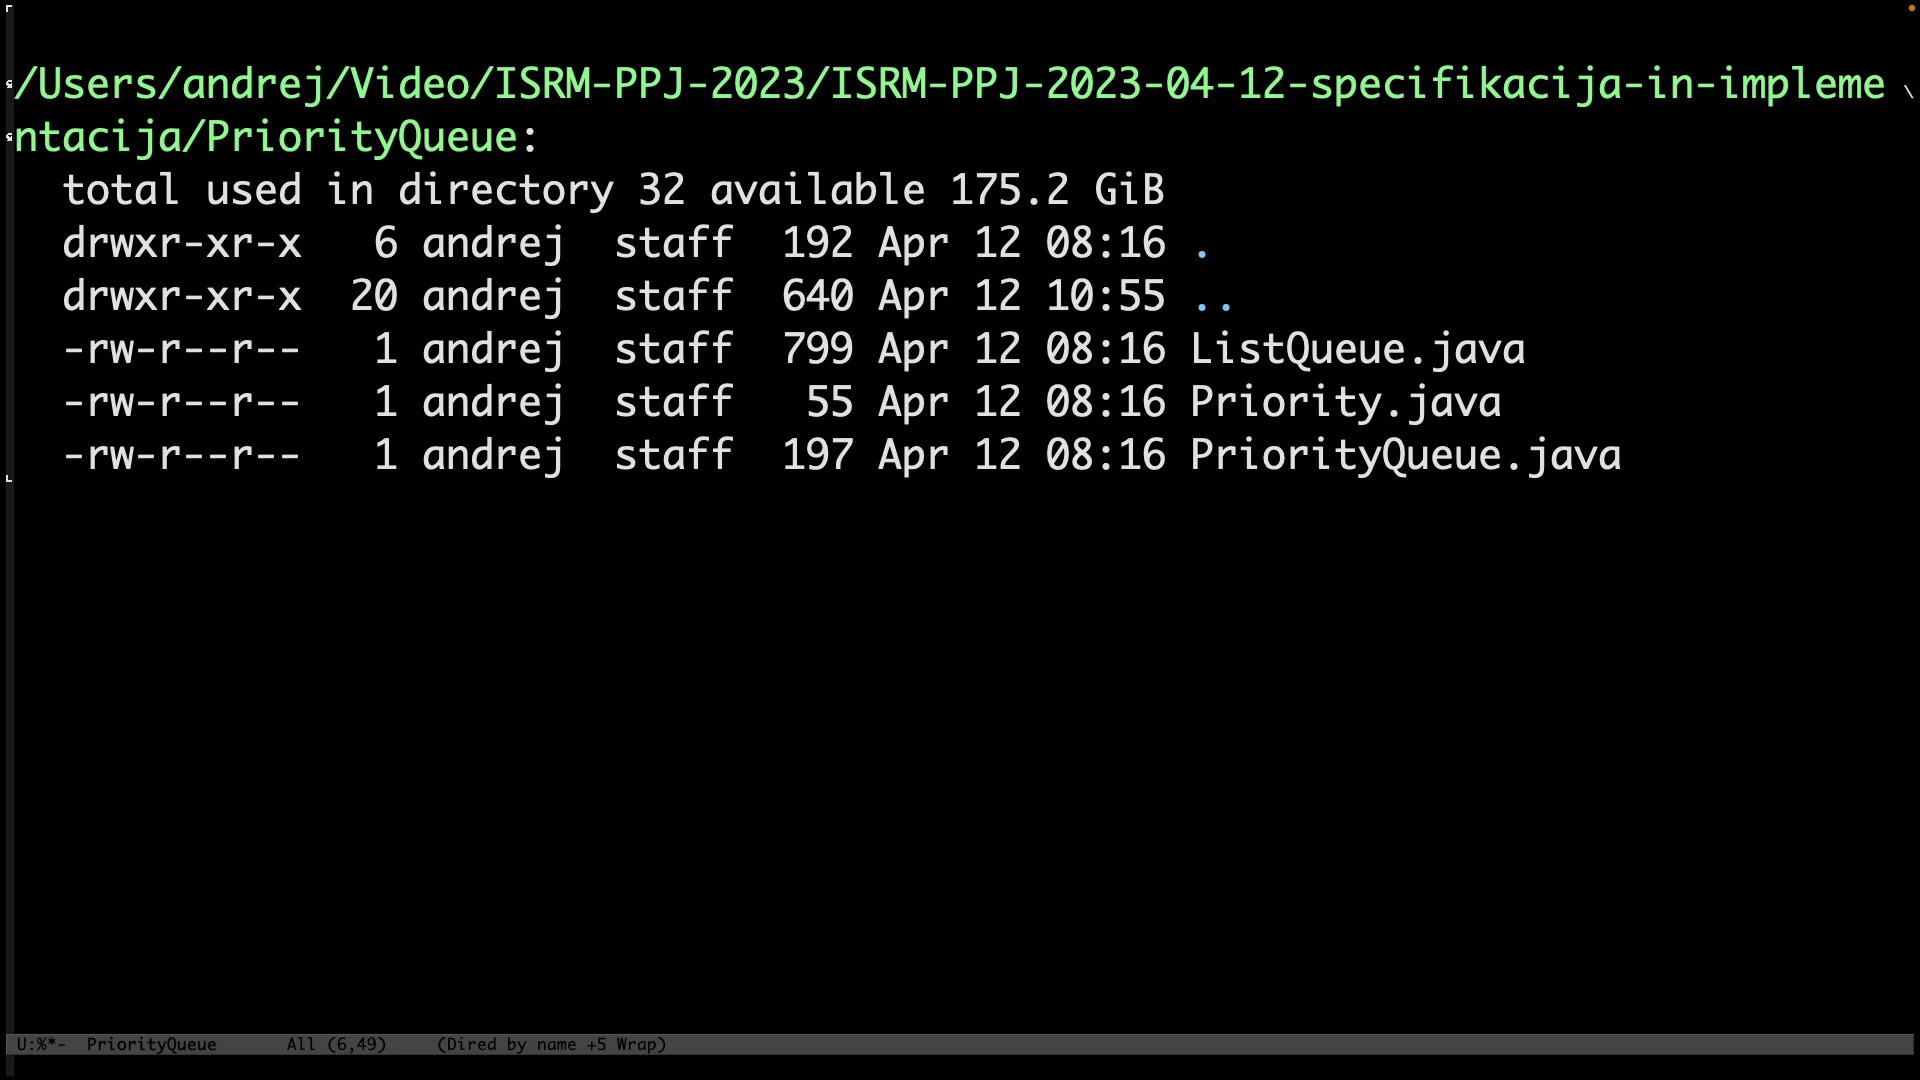 /Users/andrej/Video/ISRM-PPJ-2023/ISRM-PPJ-2023-04-12-specifikacija-in-impleme\
ntacija/PriorityQueue:
  total used in directory 32 available 175.2 GiB
  drwxr-xr-x   6 andrej  staff  192 Apr 12 08:16 .
  drwxr-xr-x  20 andrej  staff  640 Apr 12 10:55 ..
  -rw-r--r--   1 andrej  staff  799 Apr 12 08:16 ListQueue.java
  -rw-r--r--   1 andrej  staff   55 Apr 12 08:16 Priority.java
  -rw-r--r--   1 andrej  staff  197 Apr 12 08:16 PriorityQueue.java
U:%*-  PriorityQueue       All (6,49)     (Dired by name +5 Wrap)